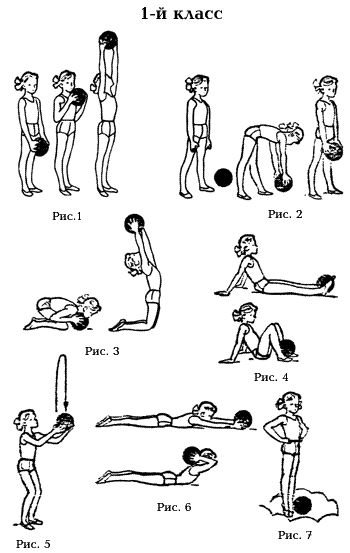 1-й класс
Рис.1
Рис. 2
Рис. 3
Рис. 4
Рис. 5
Рис. 6
Рис. 7